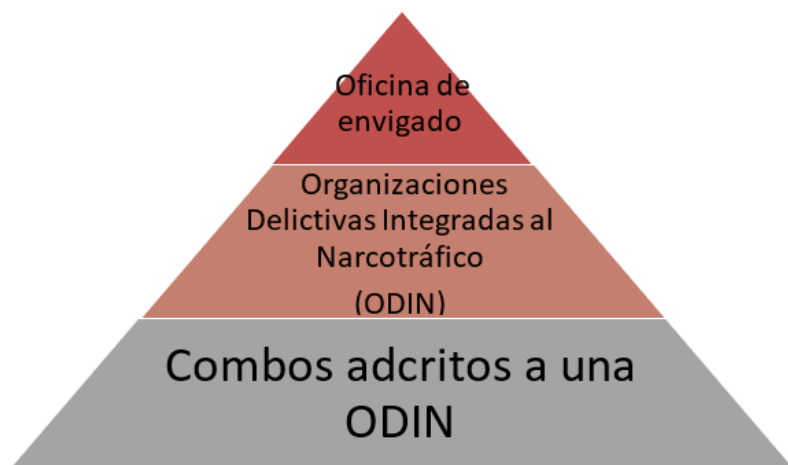 Oficina de
envigado
Organizaciones
Delictivas Integradas al
Narcotráfico
(ODIN)
Combos adcritos a una
ODIN